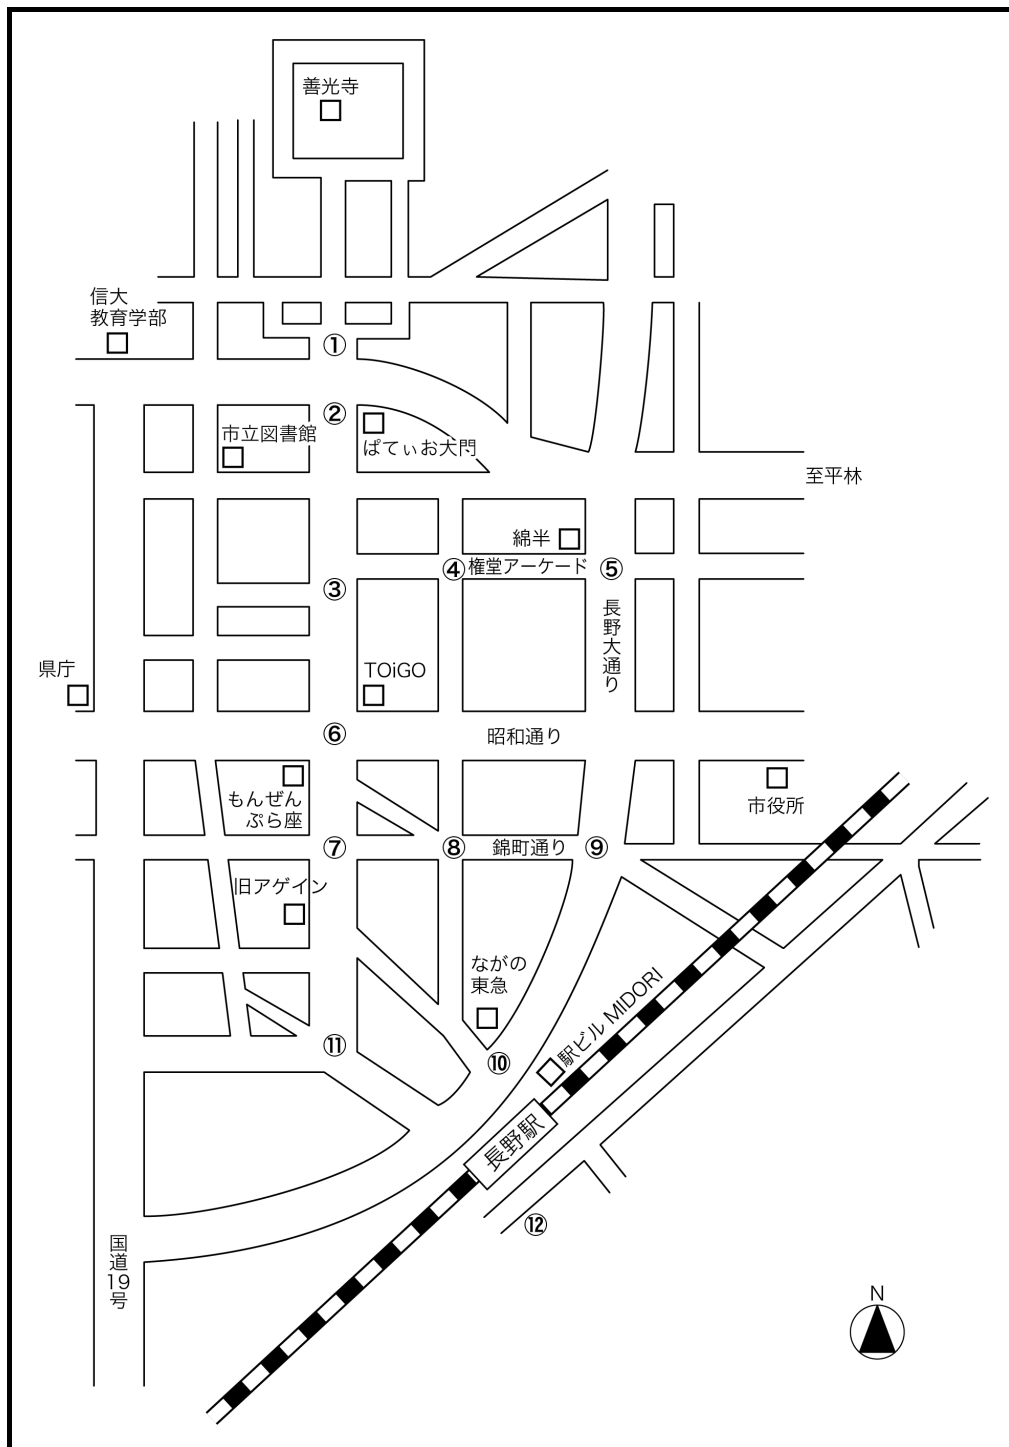 善光寺
信大
教育学部
①
②
市立図書館
ぱてぃお大門
至平林
綿半
④
権堂アーケード
⑤
③
長野大通り
県庁
TOiGO
⑥
昭和通り
もんぜん
ぷら座
市役所
⑦
⑧
錦町通り
⑨
旧アゲイン
ながの
東急
駅ビル MIDORI
⑪
⑩
長野駅
⑫
国道19号
N